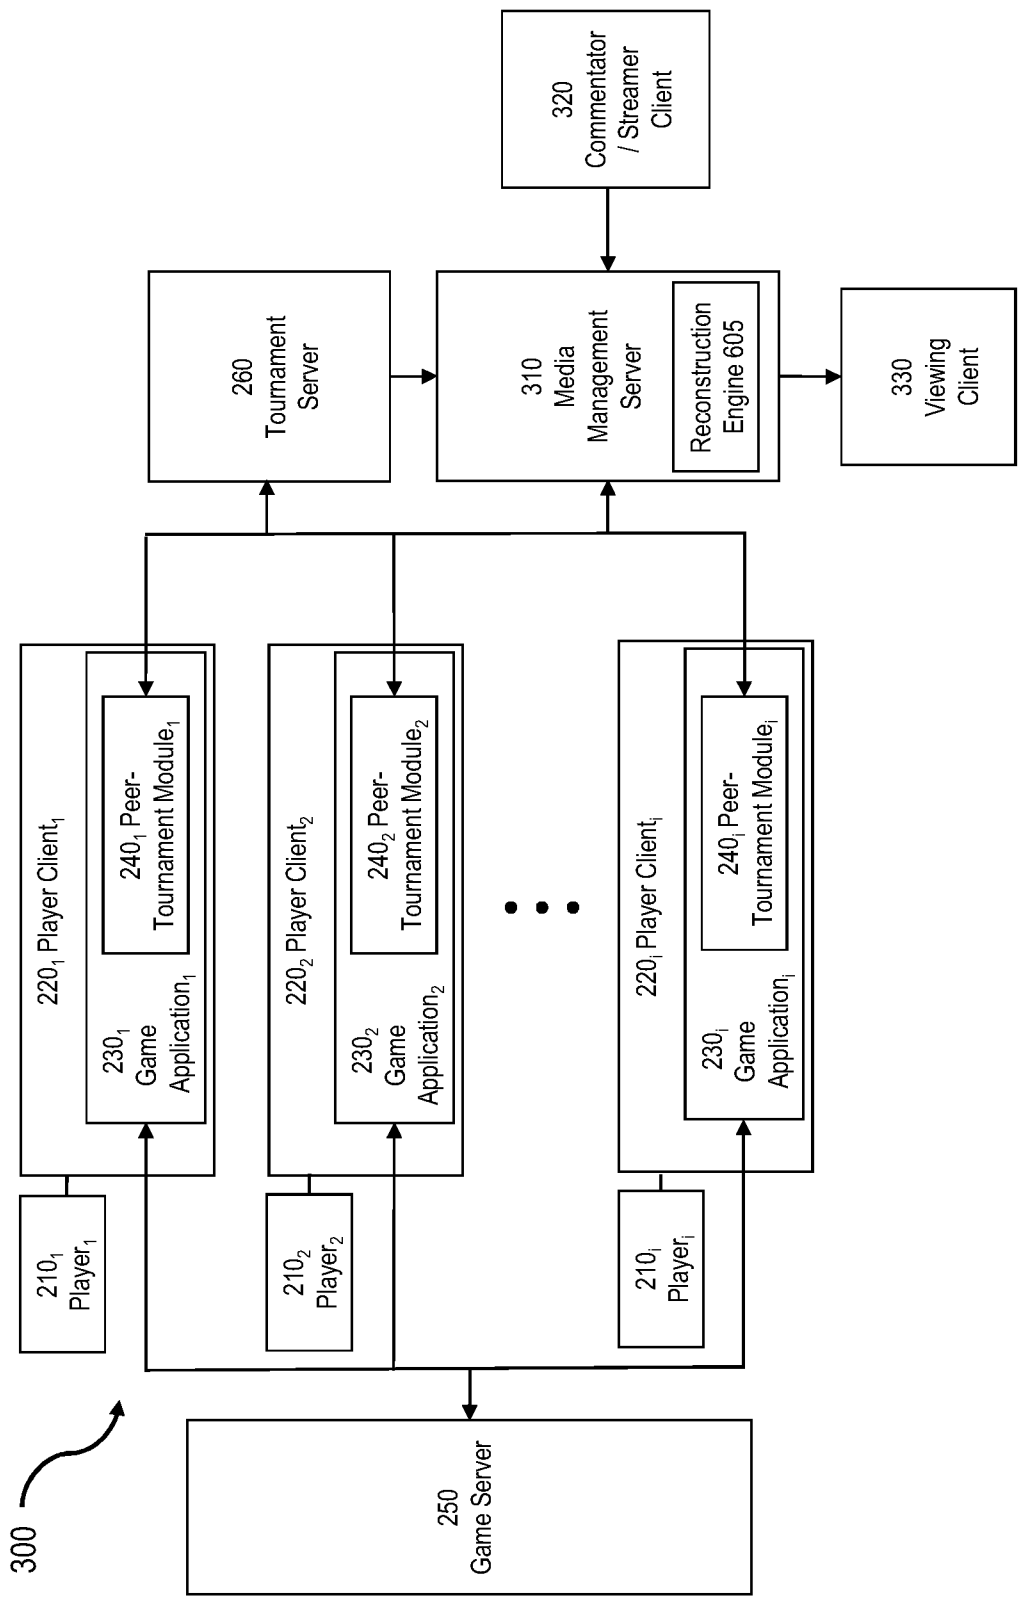 300
250
Game Server
210₁
Player₁
220₁ Player Client₁
230₁
Game
Application₁
240₁ Peer-
Tournament Module₁
210₂
Player₂
220₂ Player Client₂
230₂
Game
Application₂
240₂ Peer-
Tournament Module₂
210ᵢ
Playerᵢ
220ᵢ Player Clientᵢ
230ᵢ
Game
Applicationᵢ
240ᵢ Peer-
Tournament Moduleᵢ
260
Tournament
Server
310
Media
Management
Server
Reconstruction
Engine 605
320
Commentator
/ Streamer
Client
330
Viewing
Client